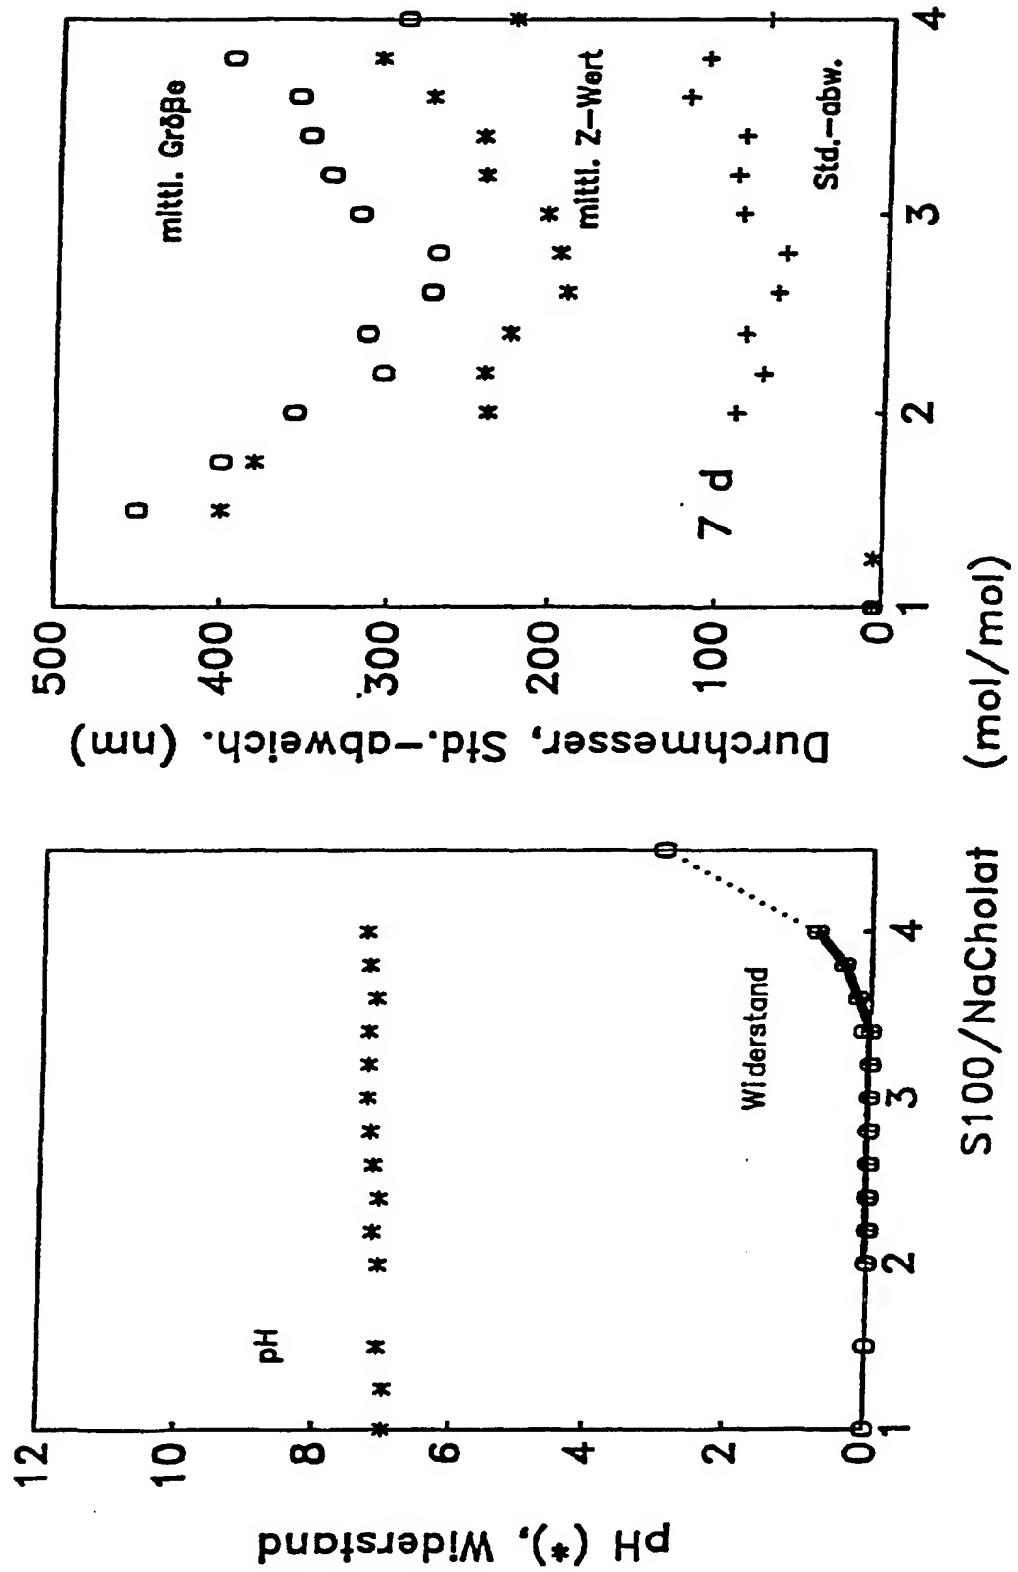 pH (*), Widerstand
12
10
8
6
4
2
0
pH
Widerstand
1
2
3
4
Durchmesser, Std.-abweich. (nm)
500
400
300
200
100
0
mittl. Größe
mittl. Z-Wert
Std.-abw.
7 d
1
2
3
4
S100/NaCholat (mol/mol)